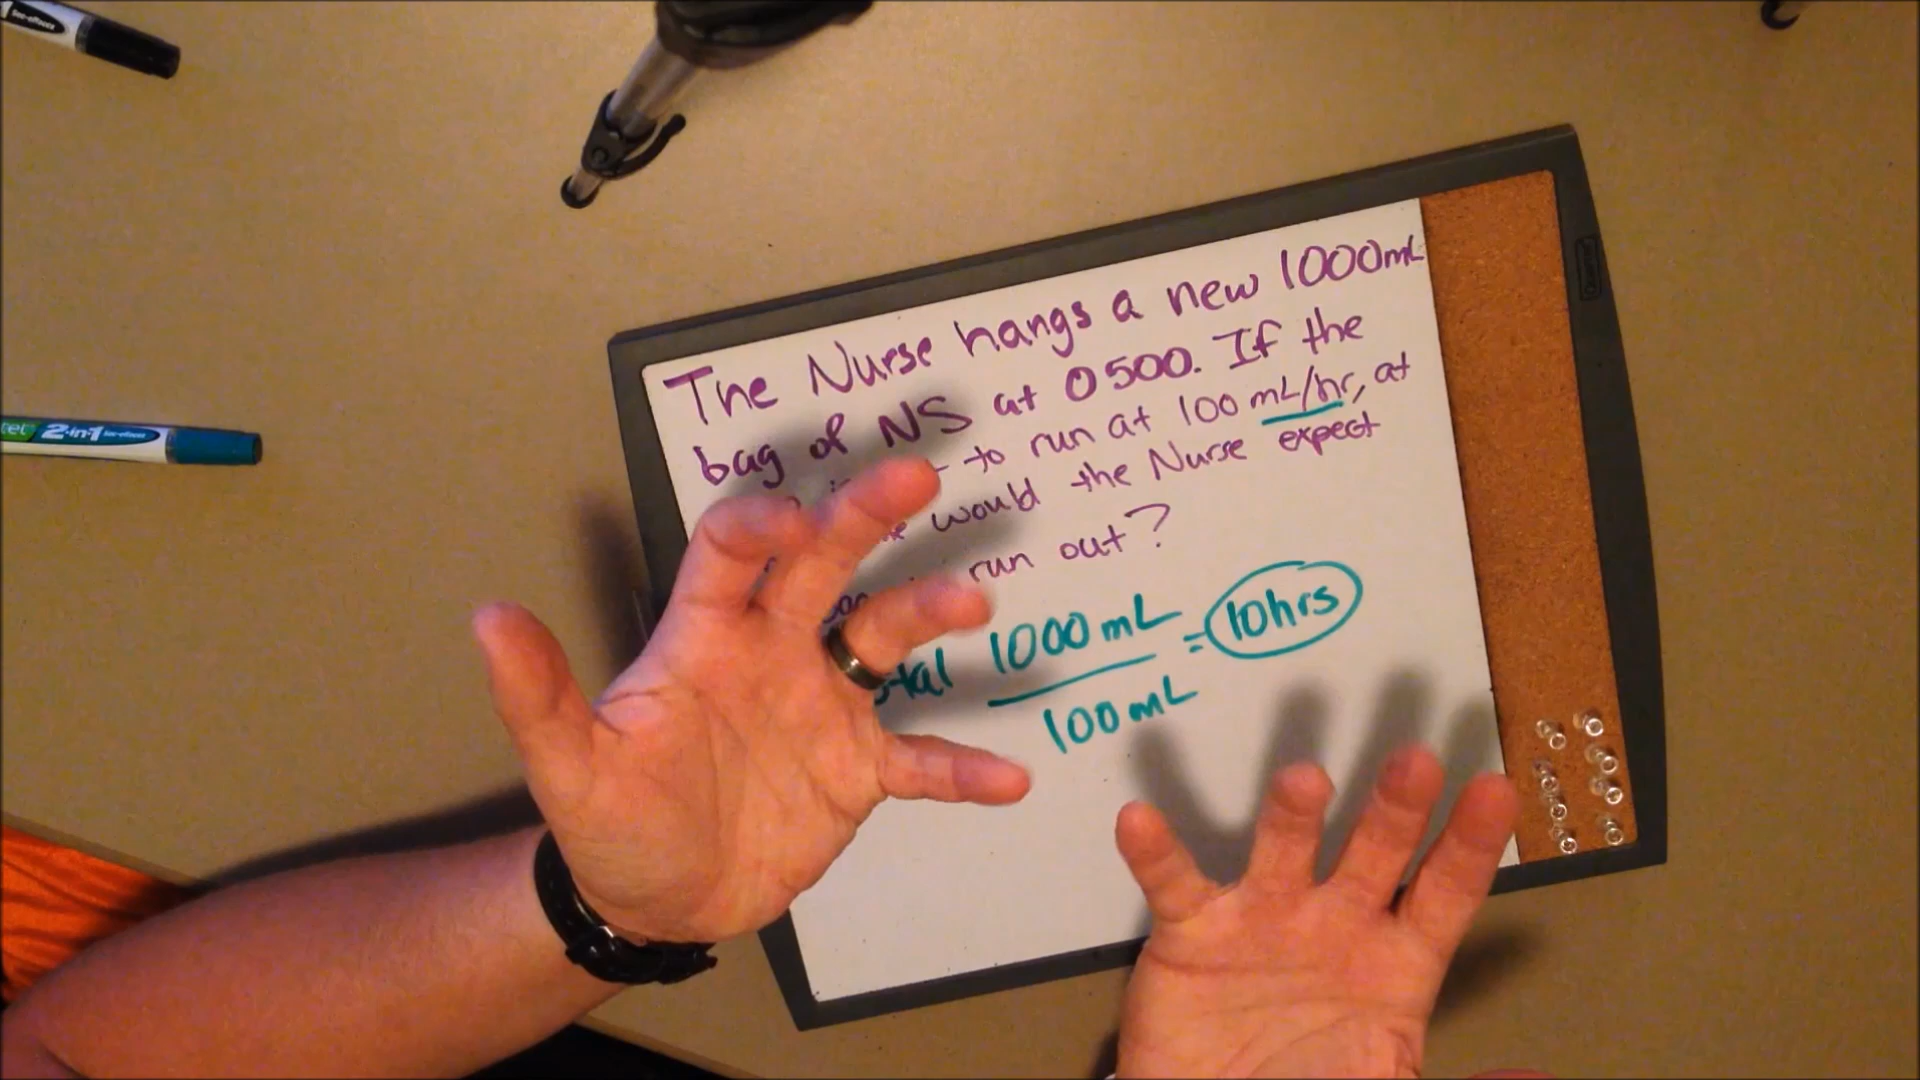 The Nurse hangs a new 1000mL
bag of NS at 0500. If the
to run at 100 mL/hr, at
would the Nurse expect
run out?
1000 mL = 10hrs
100 mL
2-in-1